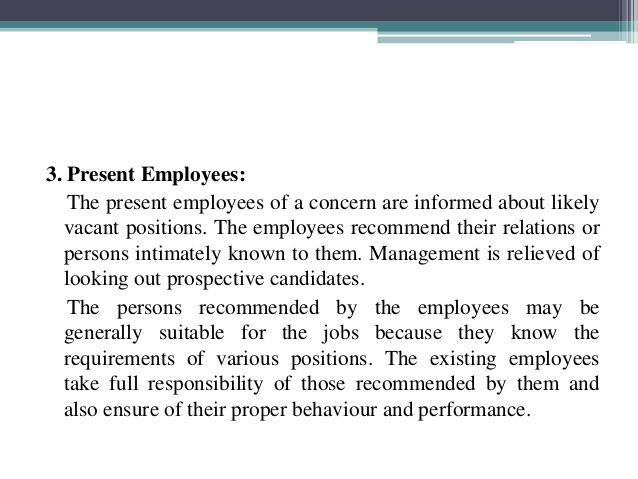 3. Present Employees:
The present employees of a concern are informed about likely
vacant positions. The employees recommend their relations or
persons intimately known to them. Management is relieved of
looking out prospective candidates.
The persons recommended by the employees may be
generally suitable for the jobs because they know the
requirements of various positions. The existing employees
take full responsibility of those recommended by them and
also ensure of their proper behaviour and performance.